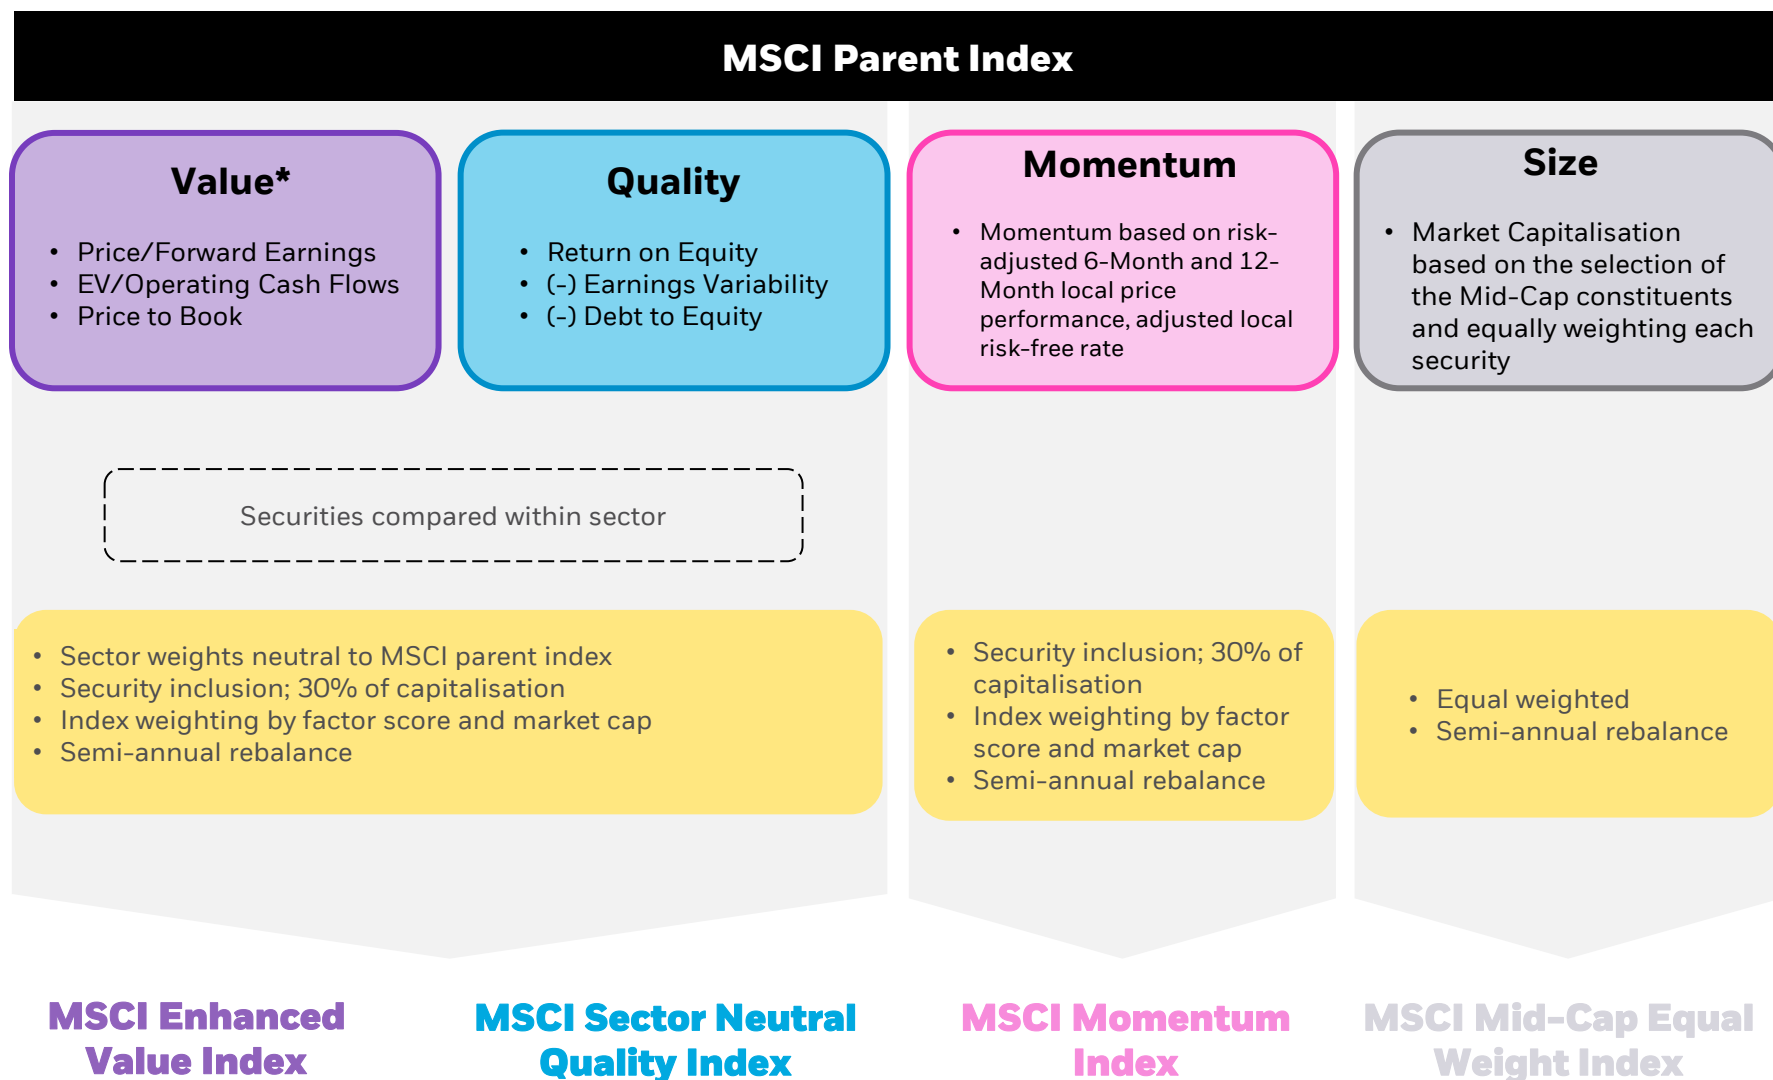 MSCI Parent Index
Value*
• Price/Forward Earnings
• EV/Operating Cash Flows
• Price to Book
Quality
• Return on Equity
• (-) Earnings Variability
• (-) Debt to Equity
Momentum
• Momentum based on risk-
adjusted 6-Month and 12-
Month local price
performance, adjusted local
risk-free rate
Size
• Market Capitalisation
based on the selection of
the Mid-Cap constituents
and equally weighting each
security
Securities compared within sector
• Sector weights neutral to MSCI parent index
• Security inclusion; 30% of capitalisation
• Index weighting by factor score and market cap
• Semi-annual rebalance
• Security inclusion; 30% of
capitalisation
• Index weighting by factor
score and market cap
• Semi-annual rebalance
• Equal weighted
• Semi-annual rebalance
MSCI Enhanced
Value Index
MSCI Sector Neutral
Quality Index
MSCI Momentum
Index
MSCI Mid-Cap Equal
Weight Index